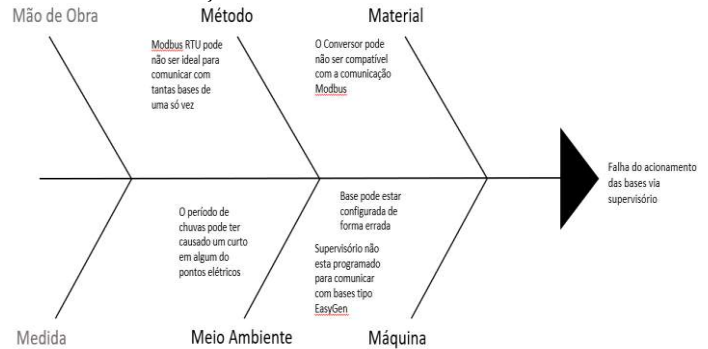 Mão de Obra
Método
Material
Modbus RTU pode
não ser ideal para
comunicar com
tantas bases de
uma só vez
O Conversor pode
não ser compatível
com a comunicação
Modbus
Falha do acionamento
das bases via
supervisório
O período de
chuvas pode ter
causado um curto
em algum do
pontos elétricos
Base pode estar
configurada de
forma errada
Supervisório não
esta programado
para comunicar
com bases tipo
EasyGen
Medida
Meio Ambiente
Máquina